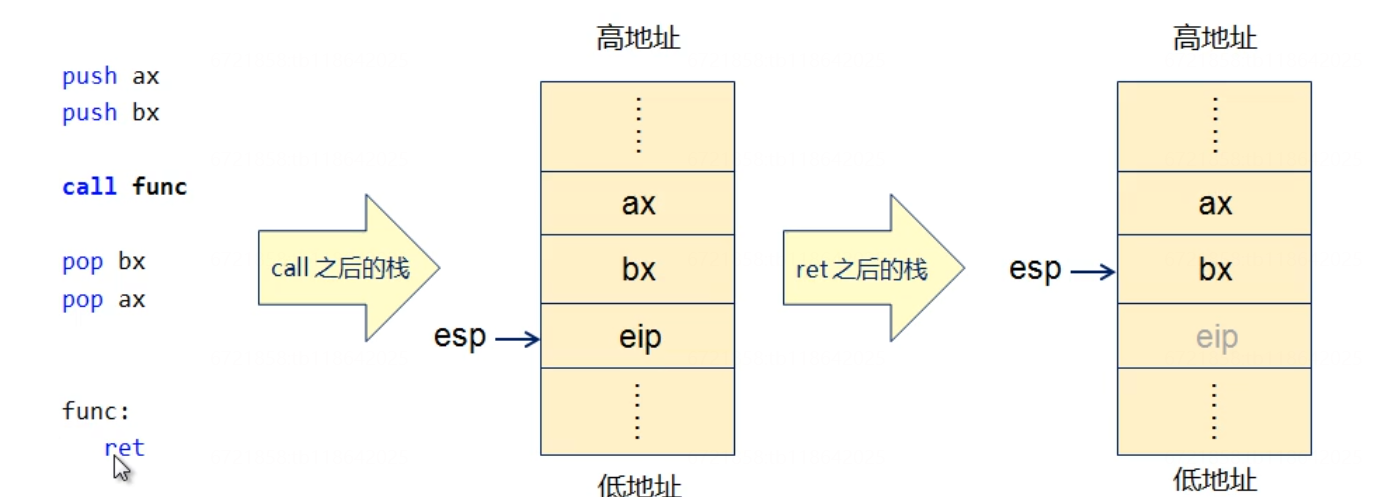 push ax
push bx
call func
pop bx
pop ax
func:
ret
call 之后的栈
高地址
ax
bx
esp
eip
低地址
ret 之后的栈
高地址
ax
esp
bx
eip
低地址